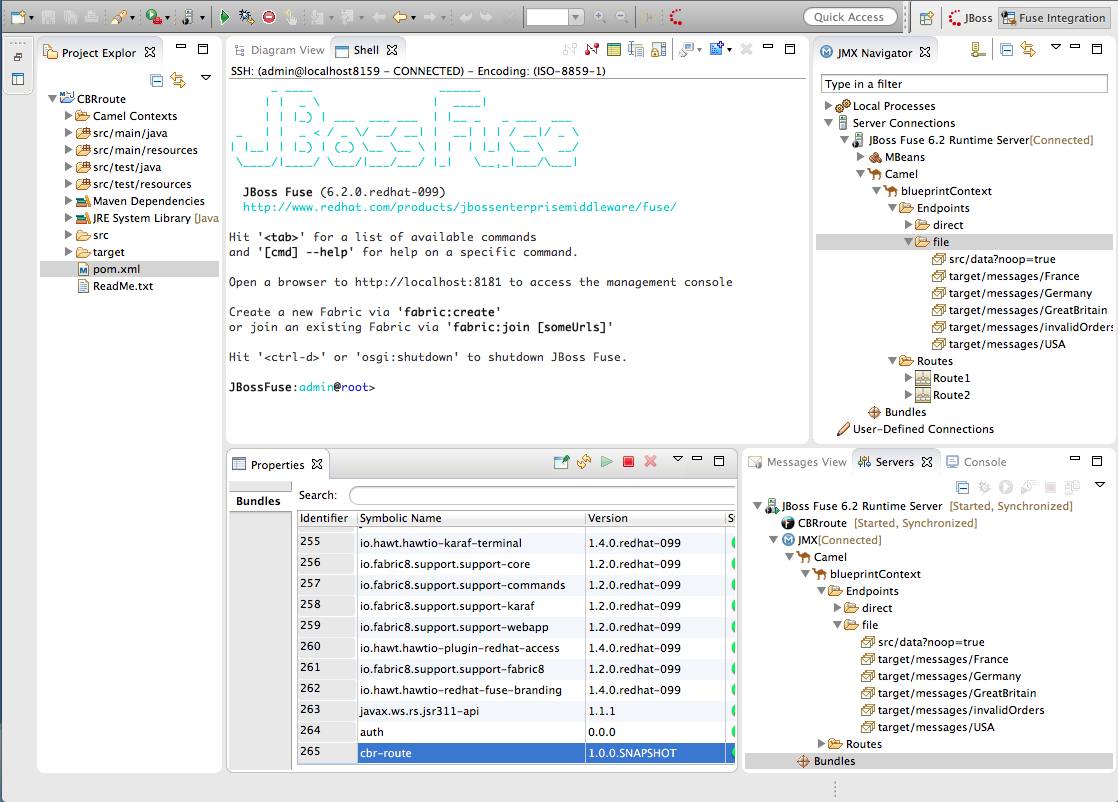 Quick Access
JBoss
Fuse Integration
Project Explor
CBRroute
Camel Contexts
src/main/java
src/main/resources
src/test/java
src/test/resources
Maven Dependencies
JRE System Library [Java
src
target
pom.xml
ReadMe.txt
Diagram View
Shell
SSH: (admin@localhost8159 - CONNECTED) - Encoding: (ISO-8859-1)
JBoss Fuse
JBoss Fuse (6.2.0.redhat-099)
http://www.redhat.com/products/jbossenterprisemiddleware/fuse/
Hit '<tab>' for a list of available commands
and '[cmd] --help' for help on a specific command.
Open a browser to http://localhost:8181 to access the management console
Create a new Fabric via 'fabric:create'
or join an existing Fabric via 'fabric:join [someUrls]'
Hit '<ctrl-d>' or 'osgi:shutdown' to shutdown JBoss Fuse.
JBossFuse:admin@root>
JMX Navigator
Type in a filter
Local Processes
Server Connections
JBoss Fuse 6.2 Runtime Server[Connected]
MBeans
Camel
blueprintContext
Endpoints
direct
file
src/data?noop=true
target/messages/France
target/messages/Germany
target/messages/GreatBritain
target/messages/invalidOrders
target/messages/USA
Routes
Route1
Route2
Bundles
User-Defined Connections
Properties
Bundles
Search:
Identifier Symbolic Name Version S
255 io.hawt.hawtio-karaf-terminal 1.4.0.redhat-099
256 io.fabric8.support.support-core 1.2.0.redhat-099
257 io.fabric8.support.support-commands 1.2.0.redhat-099
258 io.fabric8.support.support-karaf 1.2.0.redhat-099
259 io.fabric8.support.support-webapp 1.2.0.redhat-099
260 io.hawt.hawtio-plugin-redhat-access 1.4.0.redhat-099
261 io.fabric8.support.support-fabric8 1.2.0.redhat-099
262 io.hawt.hawtio-redhat-fuse-branding 1.4.0.redhat-099
263 javax.ws.rs.jsr311-api 1.1.1
264 auth 0.0.0
265 cbr-route 1.0.0.SNAPSHOT
Messages View
Servers
Console
JBoss Fuse 6.2 Runtime Server [Started, Synchronized]
CBRroute [Started, Synchronized]
JMX[Connected]
Camel
blueprintContext
Endpoints
direct
file
src/data?noop=true
target/messages/France
target/messages/Germany
target/messages/GreatBritain
target/messages/invalidOrders
target/messages/USA
Routes
Bundles